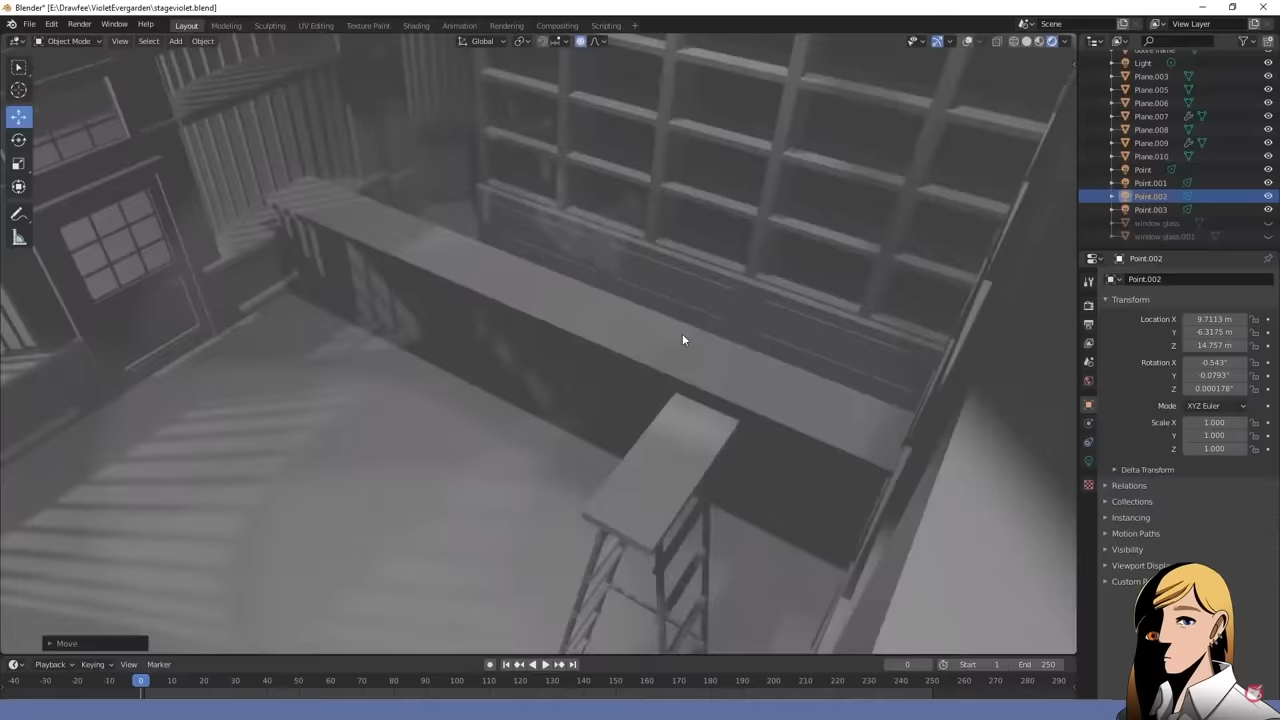 Blender* [E:\Drawfee\VioletEvergarden\stageviolet.blend]
File Edit Render Window Help Layout Modeling Sculpting UV Editing Texture Paint Shading Animation Rendering Compositing Scripting + Scene View Layer
Object Mode View Select Add Object Global
Light
Plane.003
Plane.005
Plane.006
Plane.007
Plane.008
Plane.009
Plane.010
Point
Point.001
Point.002
Point.003
window glass
window glass.001
Point.002
Point.002
Transform
Location X 9.7113 m
Y -6.3175 m
Z 14.757 m
Rotation X -0.543°
Y -0.0793°
Z 0.000178°
Mode XYZ Euler
Scale X 1.000
Y 1.000
Z 1.000
Delta Transform
Relations
Collections
Instancing
Motion Paths
Visibility
Viewport Displ
Custom
Move
Playback Keying View Marker 0 Start 1 End 250
-40 -30 -20 -10 0 10 20 30 40 50 60 70 80 90 100 110 120 130 140 150 160 170 180 190 200 210 220 230 240 250 260 270 280 290